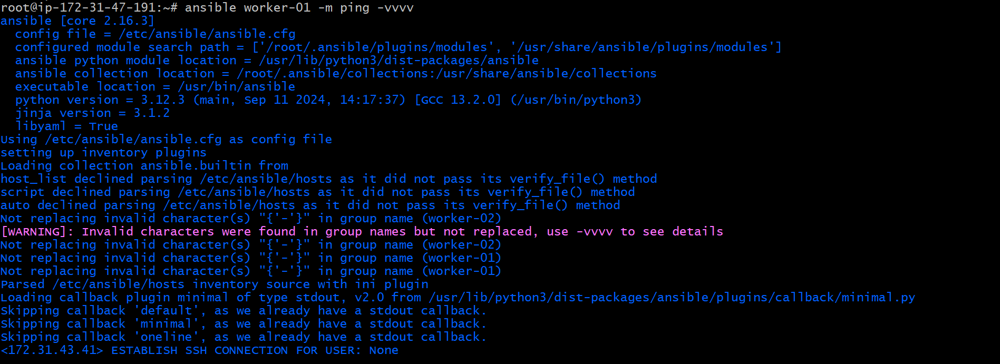 root@ip-172-31-47-191:~# ansible worker-01 -m ping -vvvv
ansible [core 2.16.3]
  config file = /etc/ansible/ansible.cfg
  configured module search path = ['/root/.ansible/plugins/modules', '/usr/share/ansible/plugins/modules']
  ansible python module location = /usr/lib/python3/dist-packages/ansible
  ansible collection location = /root/.ansible/collections:/usr/share/ansible/collections
  executable location = /usr/bin/ansible
  python version = 3.12.3 (main, Sep 11 2024, 14:17:37) [GCC 13.2.0] (/usr/bin/python3)
  jinja version = 3.1.2
  libyaml = True
Using /etc/ansible/ansible.cfg as config file
setting up inventory plugins
Loading collection ansible.builtin from
host_list declined parsing /etc/ansible/hosts as it did not pass its verify_file() method
script declined parsing /etc/ansible/hosts as it did not pass its verify_file() method
auto declined parsing /etc/ansible/hosts as it did not pass its verify_file() method
Not replacing invalid character(s) "{'-'}" in group name (worker-02)
[WARNING]: Invalid characters were found in group names but not replaced, use -vvvv to see details
Not replacing invalid character(s) "{'-'}" in group name (worker-02)
Not replacing invalid character(s) "{'-'}" in group name (worker-01)
Not replacing invalid character(s) "{'-'}" in group name (worker-01)
Parsed /etc/ansible/hosts inventory source with ini plugin
Loading callback plugin minimal of type stdout, v2.0 from /usr/lib/python3/dist-packages/ansible/plugins/callback/minimal.py
Skipping callback 'default', as we already have a stdout callback.
Skipping callback 'minimal', as we already have a stdout callback.
Skipping callback 'oneline', as we already have a stdout callback.
<172.31.43.41> ESTABLISH SSH CONNECTION FOR USER: None